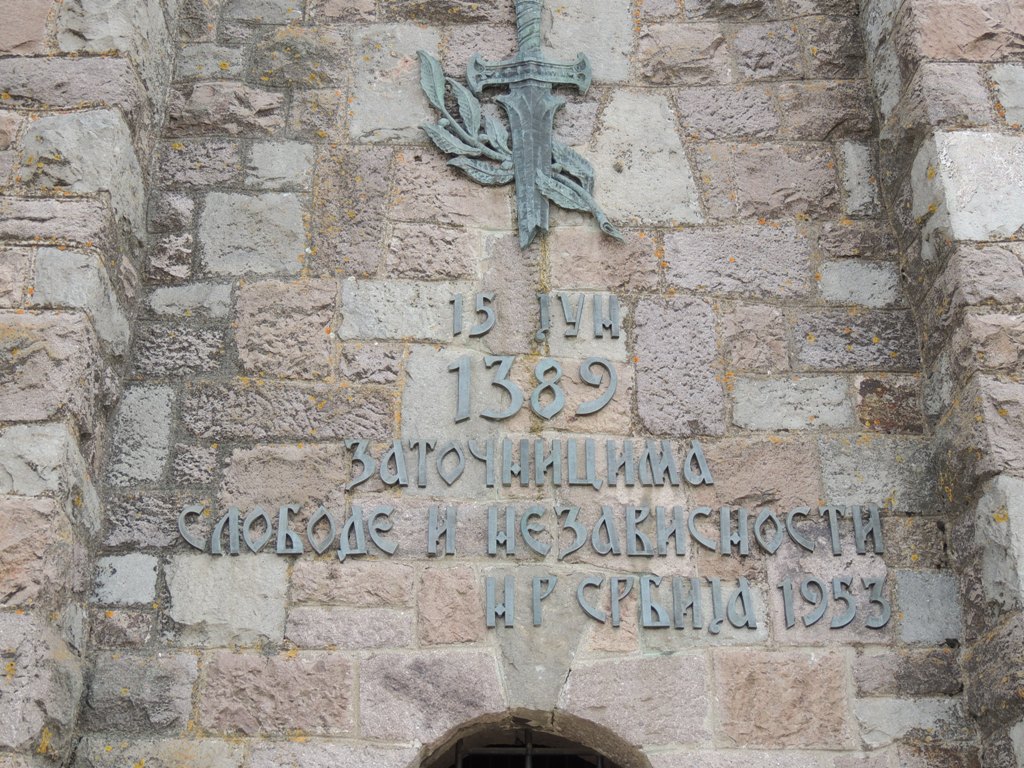 15 ЈУН
1389
ЗАТОЧНИЦИМА
СЛОБОДЕ И НЕЗАВИСНОСТИ
Н Р СРБИЈА 1953